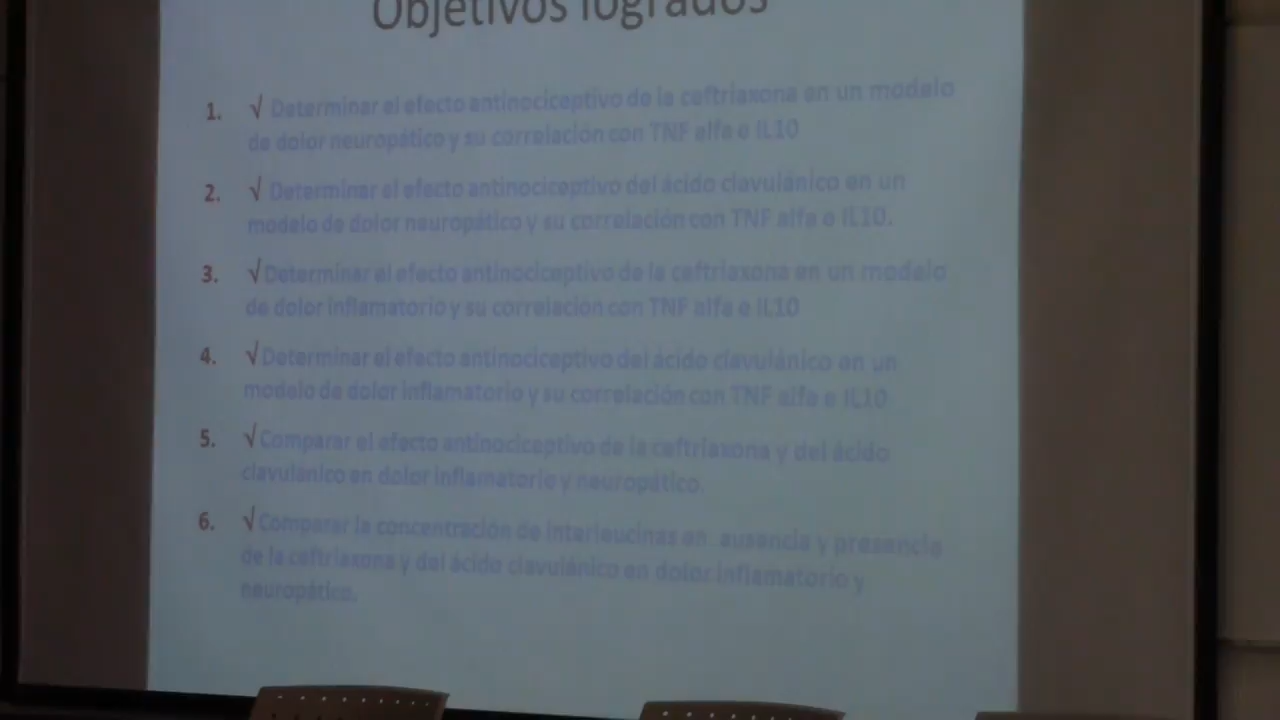 Objetivos logrados
1. √ Determinar el efecto antinociceptivo de la ceftriaxona en un modelo
de dolor neuropático y su correlación con TNF alfa e IL10
2. √ Determinar el efecto antinociceptivo del ácido clavulánico en un
modelo de dolor neuropático y su correlación con TNF alfa e IL10.
3. √ Determinar el efecto antinociceptivo de la ceftriaxona en un modelo
de dolor inflamatorio y su correlación con TNF alfa e IL10
4. √ Determinar el efecto antinociceptivo del ácido clavulánico en un
modelo de dolor inflamatorio y su correlación con TNF alfa e IL10
5. √ Comparar el efecto antinociceptivo de la ceftriaxona y del ácido
clavulánico en dolor inflamatorio y neuropático.
6. √ Comparar la concentración de interleucinas en ausencia y presencia
de la ceftriaxona y del ácido clavulánico en dolor inflamatorio y
neuropático.